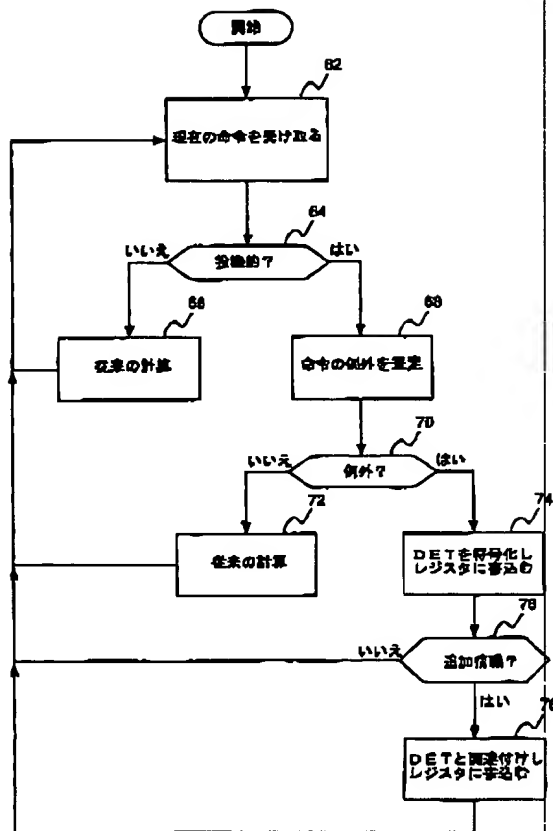 開始
62
現在の命令を受け取る
64
いいえ
投機的?
はい
66
従来の計算
68
命令の例外を査定
70
いいえ
例外?
はい
72
従来の計算
74
DETを符号化し
レジスタに書込む
78
いいえ
追加情報?
はい
76
DETと関連付けし
レジスタに書込む